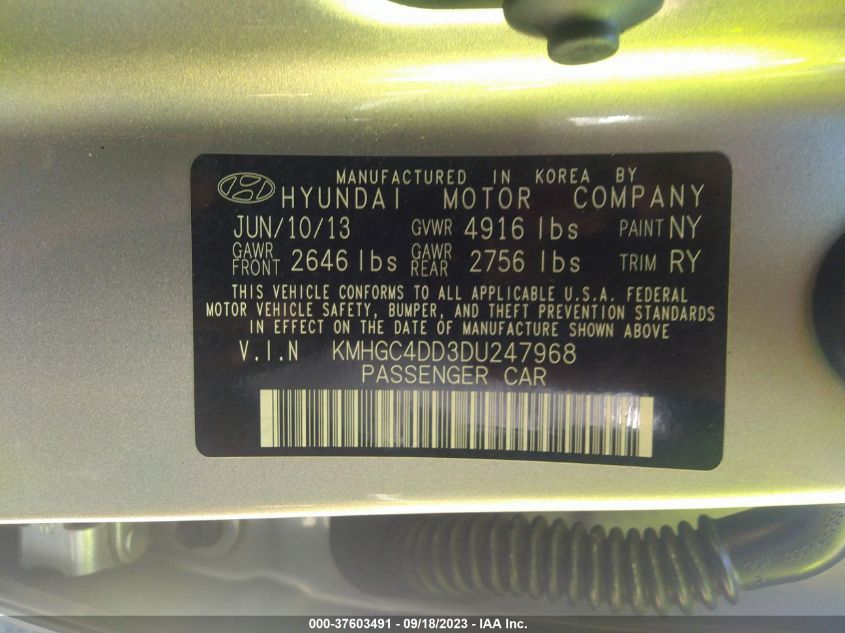 MANUFACTURED IN KOREA BY
HYUNDAI MOTOR COMPANY
JUN/10/13 GVWR 4916 lbs PAINT NY
GAWR FRONT 2646 lbs GAWR REAR 2756 lbs TRIM RY
THIS VEHICLE CONFORMS TO ALL APPLICABLE U.S.A. FEDERAL
MOTOR VEHICLE SAFETY, BUMPER, AND THEFT PREVENTION STANDARDS
IN EFFECT ON THE DATE OF MANUFACTURE SHOWN ABOVE
V.I.N KMHGC4DD3DU247968
PASSENGER CAR
000-37603491 - 09/18/2023 - IAA Inc.